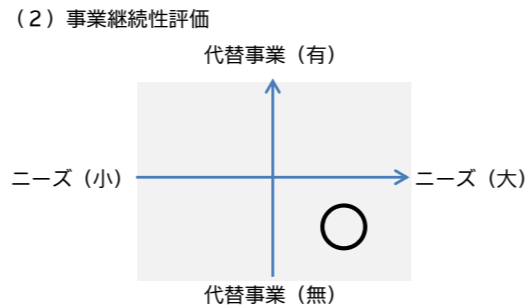 （２）事業継続性評価
代替事業（有）
ニーズ（小）
ニーズ（大）
代替事業（無）